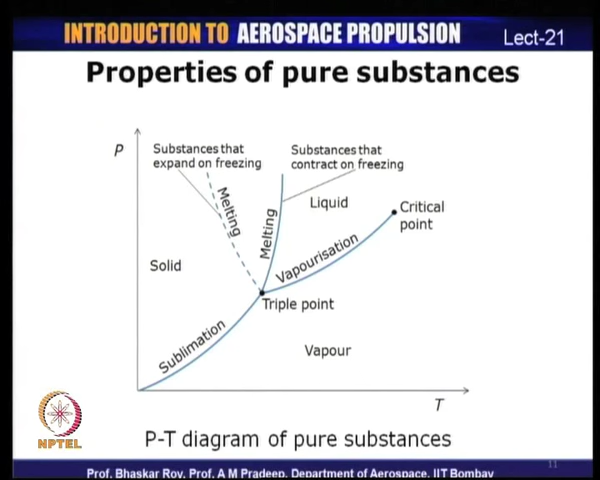 INTRODUCTION TO AEROSPACE PROPULSION
Lect-21
Properties of pure substances
P
Substances that
expand on freezing
Substances that
contract on freezing
Melting
Melting
Liquid
Critical
point
Vapourisation
Solid
Triple point
Sublimation
Vapour
T
NPTEL
P-T diagram of pure substances
11
Prof. Bhaskar Roy, Prof. A M Pradeep, Department of Aerospace, IIT Bombay